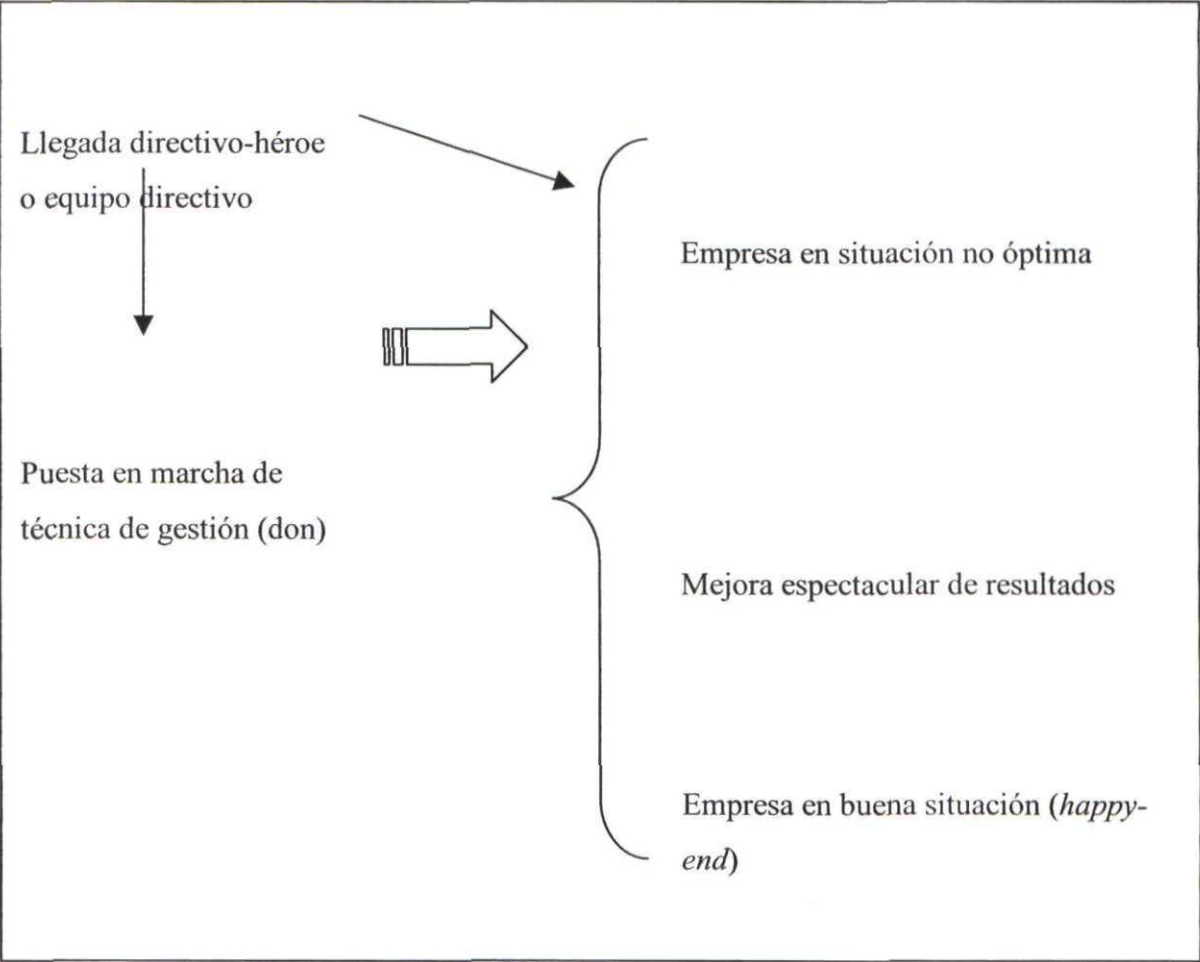 Llegada directivo-héroe
o equipo directivo
Empresa en situación no óptima
Puesta en marcha de
técnica de gestión (don)
Mejora espectacular de resultados
Empresa en buena situación (happy-
end)